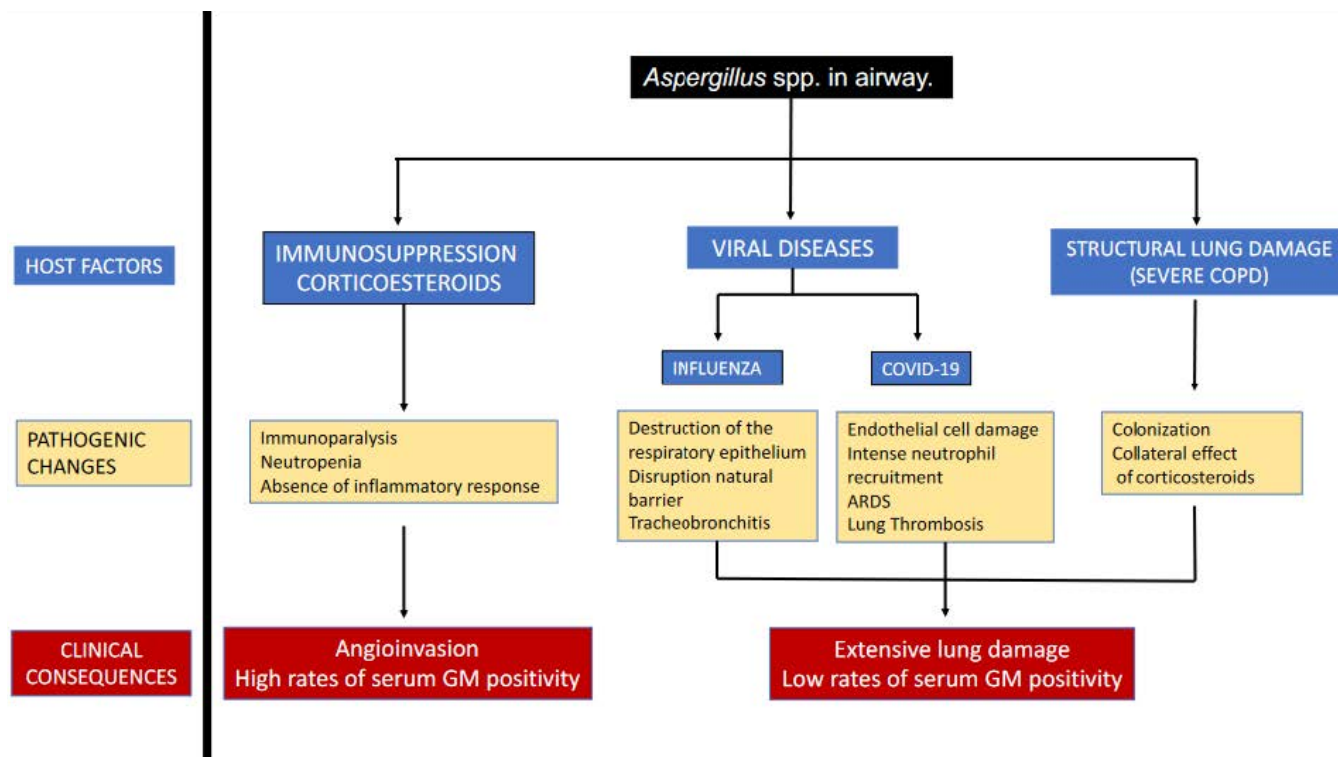 Aspergillus spp. in airway.
HOST FACTORS
IMMUNOSUPPRESSION
CORTICOESTEROIDS
VIRAL DISEASES
STRUCTURAL LUNG DAMAGE
(SEVERE COPD)
INFLUENZA
COVID-19
PATHOGENIC
CHANGES
Immunoparalysis
Neutropenia
Absence of inflammatory response
Destruction of the
respiratory epithelium
Disruption natural
barrier
Tracheobronchitis
Endothelial cell damage
Intense neutrophil
recruitment
ARDS
Lung Thrombosis
Colonization
Collateral effect
of corticosteroids
CLINICAL
CONSEQUENCES
Angioinvasion
High rates of serum GM positivity
Extensive lung damage
Low rates of serum GM positivity